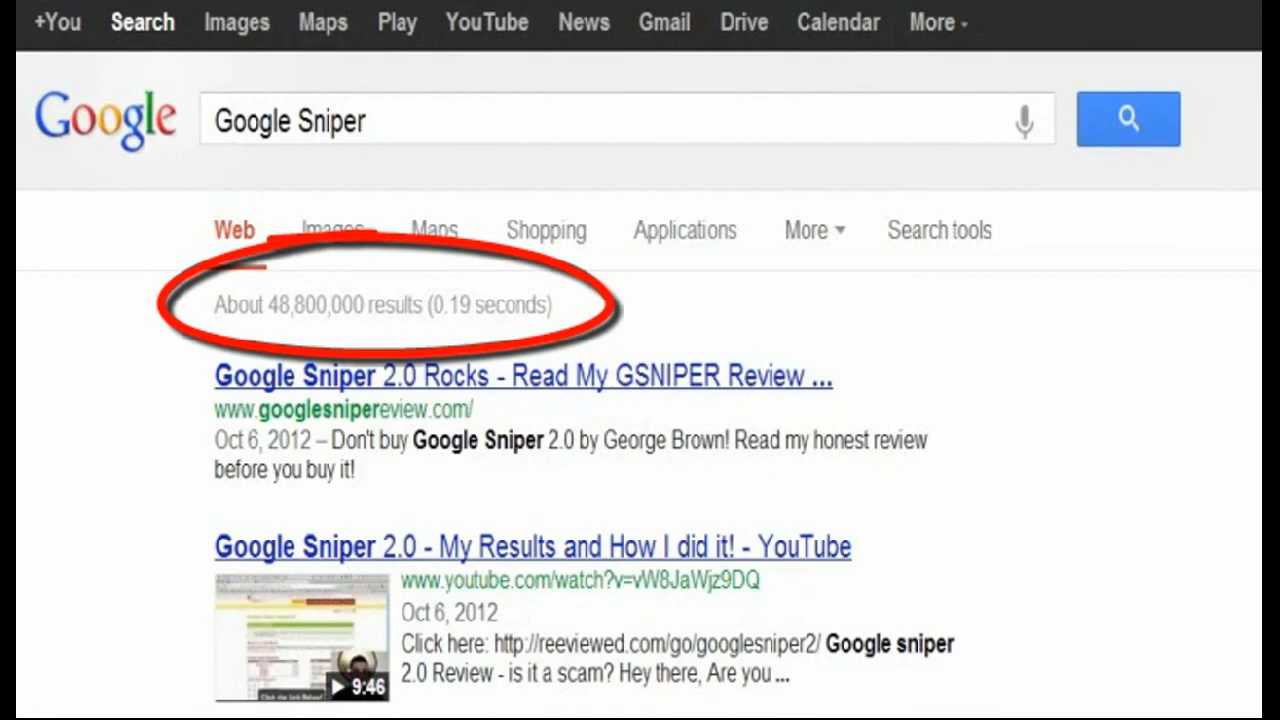 +You Search Images Maps Play YouTube News Gmail Drive Calendar More
Google Google Sniper
Web Images Maps Shopping Applications More Search tools
About 48,800,000 results (0.19 seconds)
Google Sniper 2.0 Rocks - Read My GSNIPER Review ...
www.googlesnipereview.com/
Oct 6, 2012 – Don't buy Google Sniper 2.0 by George Brown! Read my honest review
before you buy it!
Google Sniper 2.0 - My Results and How I did it! - YouTube
www.youtube.com/watch?v=vW8JaWjz9DQ
Oct 6, 2012
Click here: http://reeviewed.com/go/googlesniper2/ Google sniper
2.0 Review - is it a scam? Hey there, Are you ...
9:46